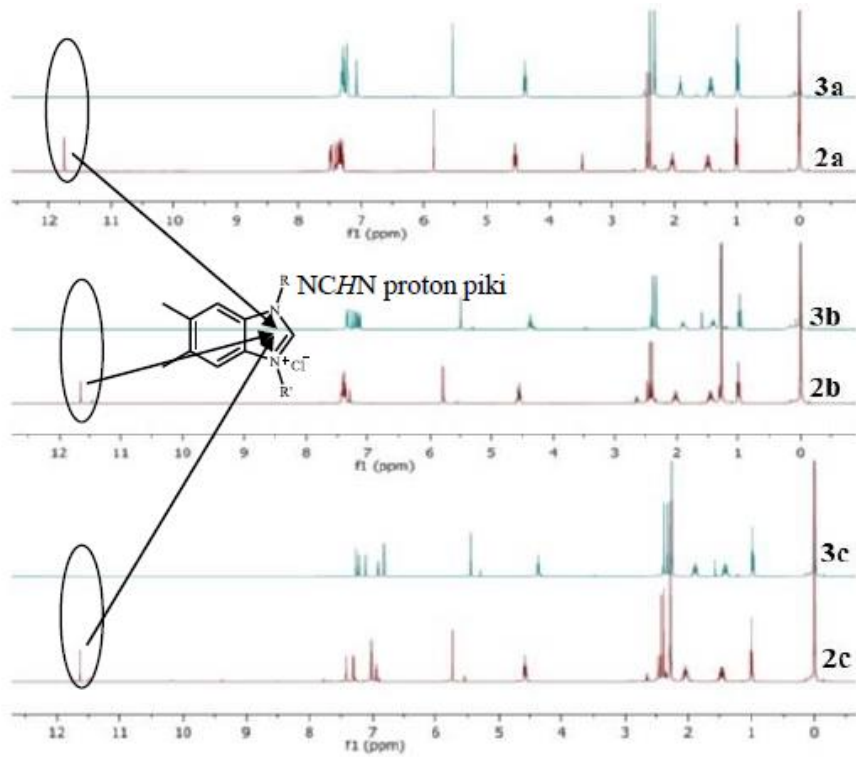 3a
2a
12 11 10 9 8 7 6 5 4 3 2 1 0
f1 (ppm)
R
NCHN proton piki
N
N⁺ Cl⁻
R'
3b
2b
12 11 10 9 8 7 6 5 4 3 2 1 0
f1 (ppm)
3c
2c
12 11 10 9 8 7 6 5 4 3 2 1 0
f1 (ppm)